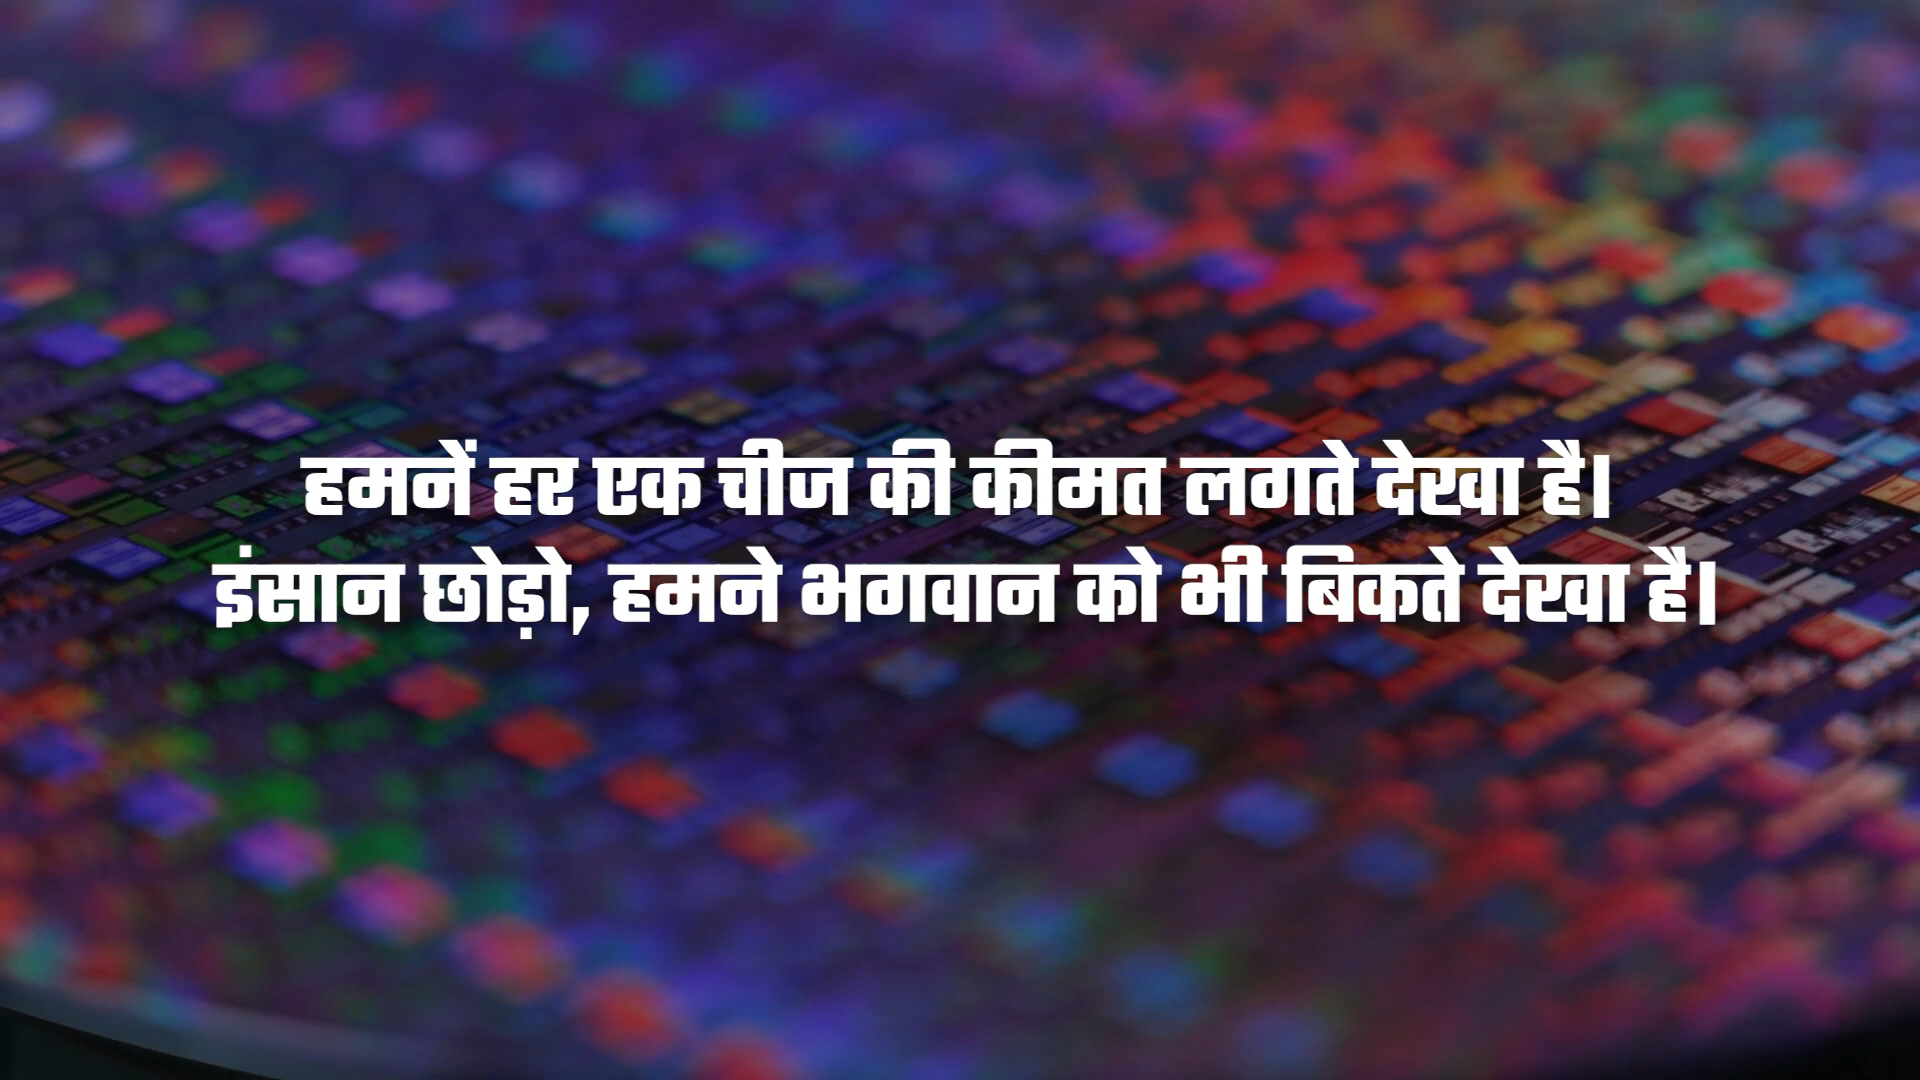 हमनें हर एक चीज की कीमत लगते देखा है।
इंसान छोड़ो, हमने भगवान को भी बिकते देखा है।